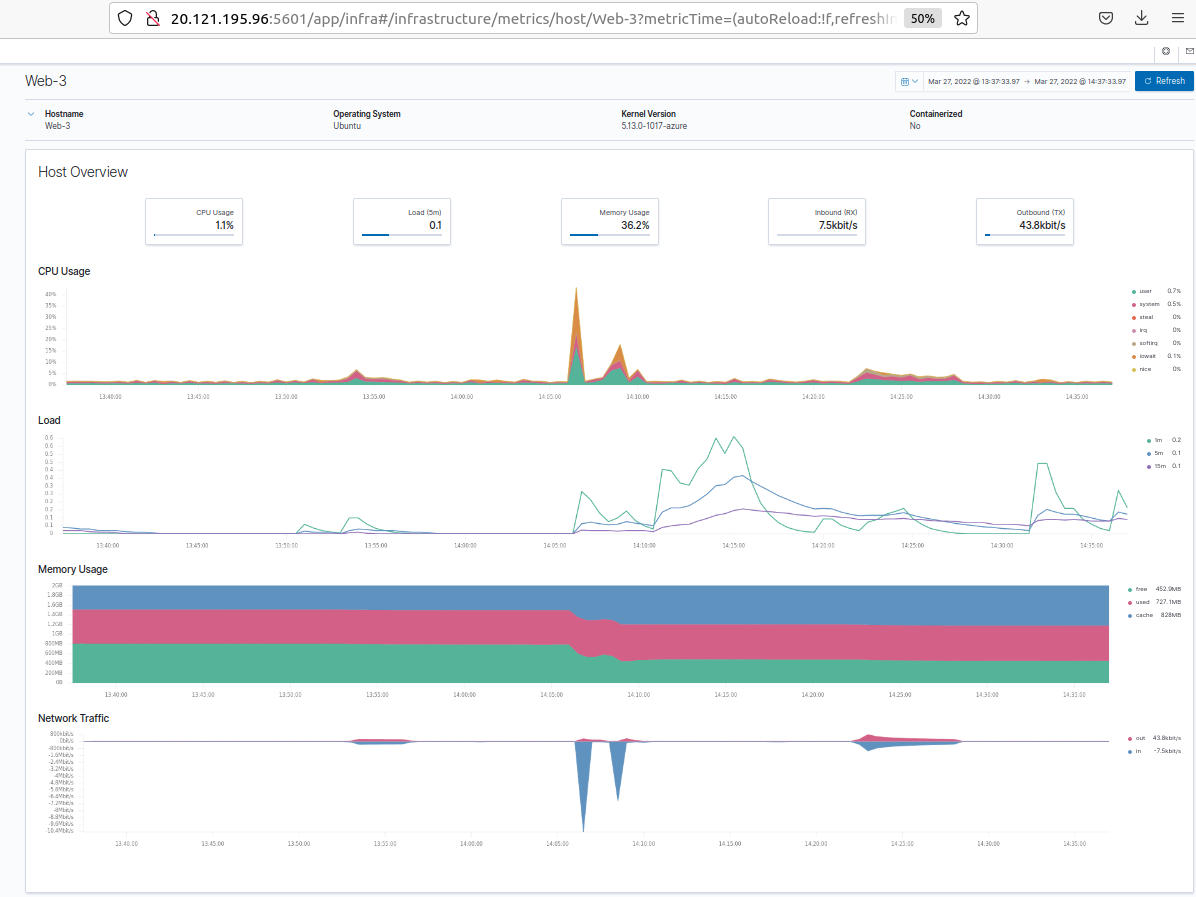 20.121.195.96:5601/app/infra#/infrastructure/metrics/host/Web-3?metricTime=(autoReload:!f,refreshIn 50%
Web-3
Mar 27, 2022 @ 13:37:33.97 → Mar 27, 2022 @ 14:37:33.97 Refresh
Hostname Operating System Kernel Version Containerized
Web-3 Ubuntu 5.13.0-1017-azure No
Host Overview
CPU Usage Load (5m) Memory Usage Inbound (RX) Outbound (TX)
1.1% 0.1 36.2% 7.5kbit/s 43.8kbit/s
CPU Usage
40%
35%
30%
25%
20%
15%
10%
5%
0%
user 0.7%
system 0.5%
steal 0%
irq 0%
softirq 0%
iowait 0.1%
nice 0%
13:40:00 13:45:00 13:50:00 13:55:00 14:00:00 14:05:00 14:10:00 14:15:00 14:20:00 14:25:00 14:30:00 14:35:00
Load
0.6
0.6
0.5
0.5
0.4
0.4
0.3
0.3
0.2
0.2
0.1
0.1
0
1m 0.2
5m 0.1
15m 0.1
13:40:00 13:45:00 13:50:00 13:55:00 14:00:00 14:05:00 14:10:00 14:15:00 14:20:00 14:25:00 14:30:00 14:35:00
Memory Usage
2GB
1.8GB
1.6GB
1.4GB
1.2GB
1GB
800MB
600MB
400MB
200MB
0B
free 452.9MB
used 727.1MB
cache 828MB
13:40:00 13:45:00 13:50:00 13:55:00 14:00:00 14:05:00 14:10:00 14:15:00 14:20:00 14:25:00 14:30:00 14:35:00
Network Traffic
800kbit/s
0bit/s
-800kbit/s
-1.6Mbit/s
-2.4Mbit/s
-3.2Mbit/s
-4Mbit/s
-4.8Mbit/s
-5.6Mbit/s
-6.4Mbit/s
-7.2Mbit/s
-8Mbit/s
-8.8Mbit/s
-9.6Mbit/s
-10.4Mbit/s
out 43.8kbit/s
in -7.5kbit/s
13:40:00 13:45:00 13:50:00 13:55:00 14:00:00 14:05:00 14:10:00 14:15:00 14:20:00 14:25:00 14:30:00 14:35:00